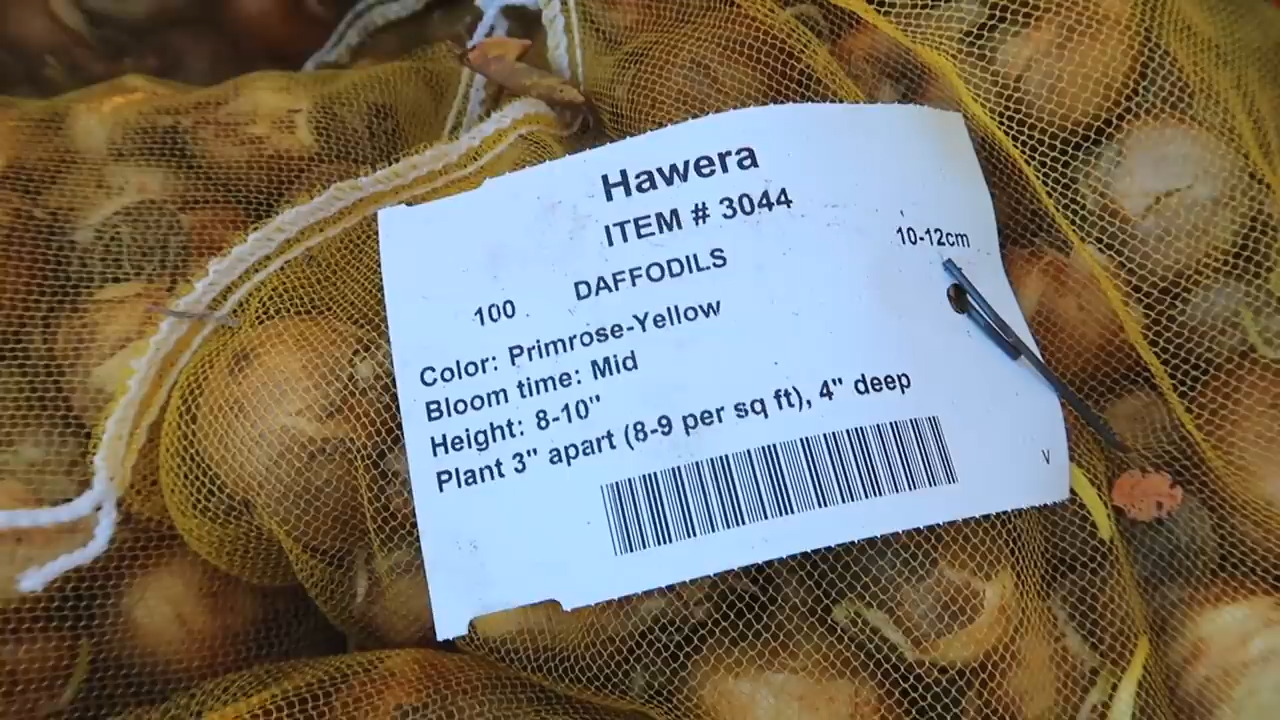 Hawera
ITEM # 3044
10-12cm
100 DAFFODILS
Color: Primrose-Yellow
Bloom time: Mid
Height: 8-10"
Plant 3" apart (8-9 per sq ft), 4" deep
V